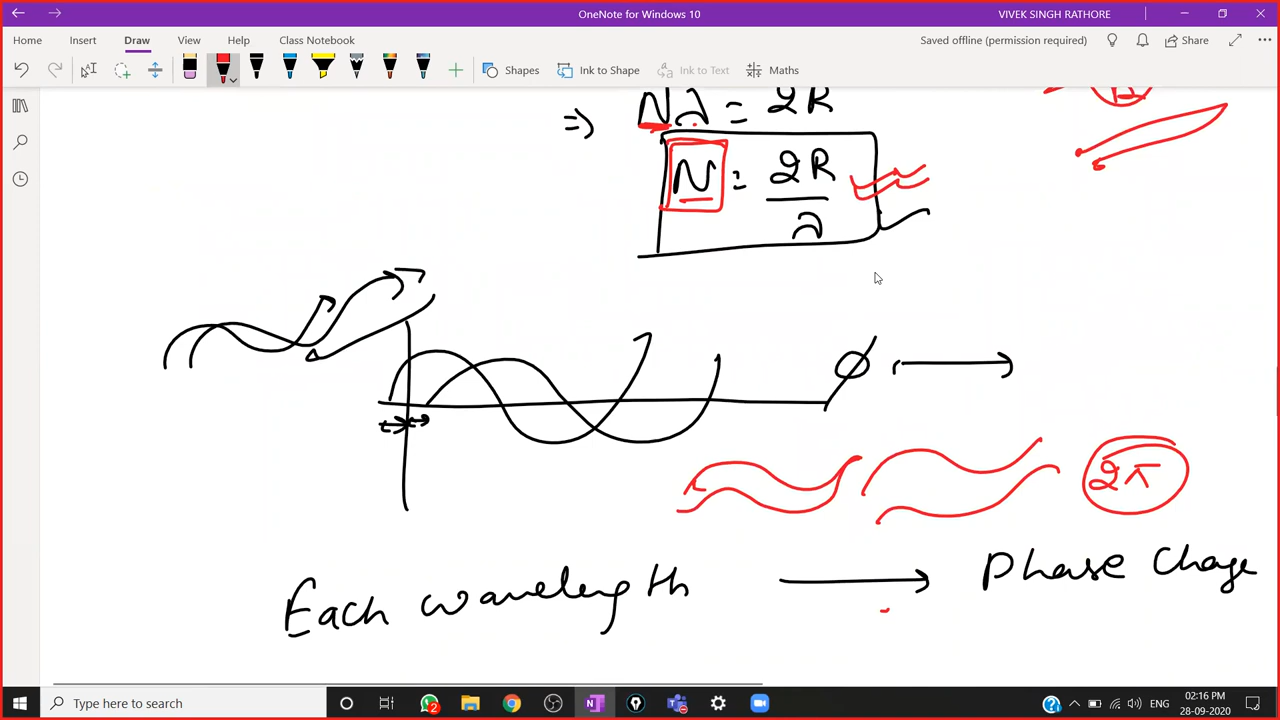 OneNote for Windows 10
VIVEK SINGH RATHORE
Home Insert Draw View Help Class Notebook
Saved offline (permission required)
Share
Shapes
Ink to Shape
Ink to Text
Maths
=> Nλ = 2R
N = 2R
λ
ϕ
2π
Each wavelength → Phase Change
Type here to search
2
ENG
02:16 PM
28-09-2020